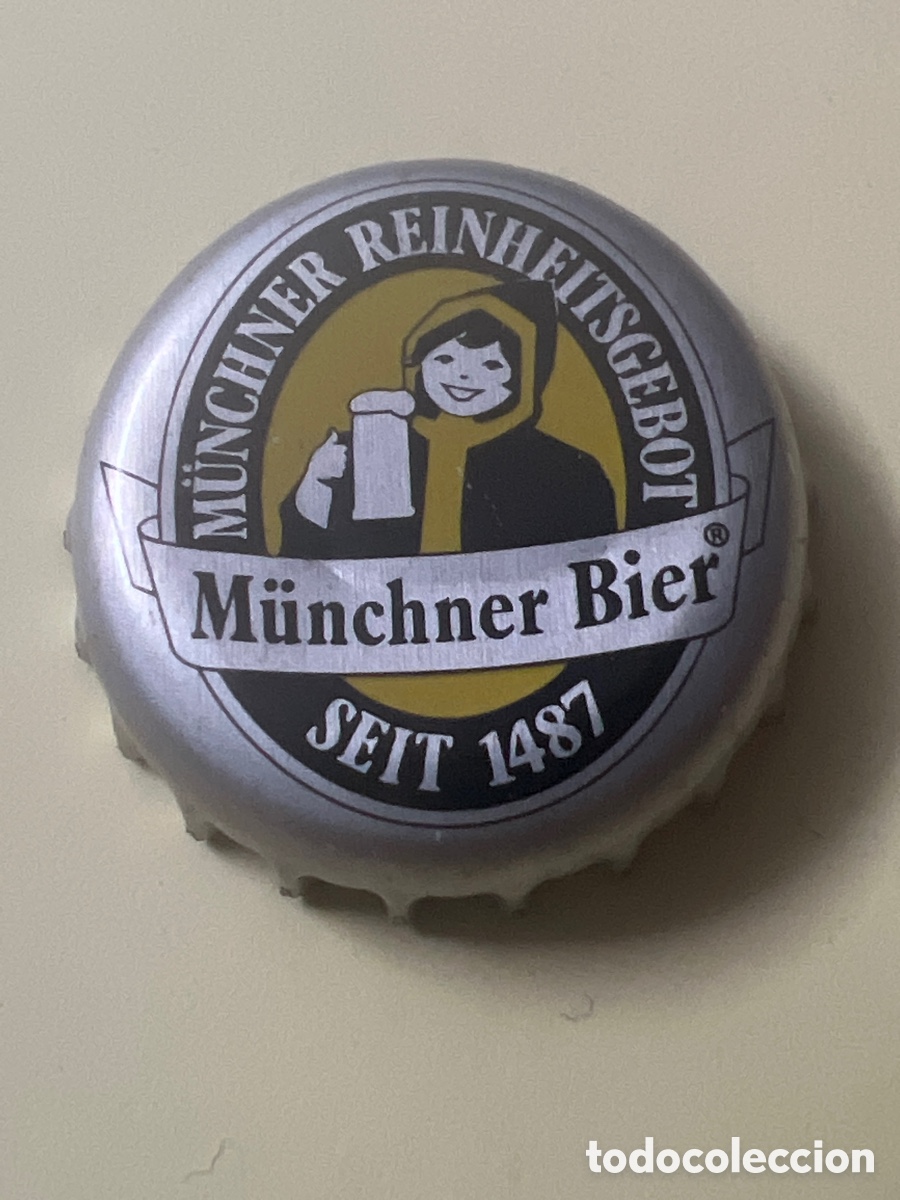 MÜNCHNER REINHEITSGEBOT
Münchner Bier®
SEIT 1487
todocoleccion